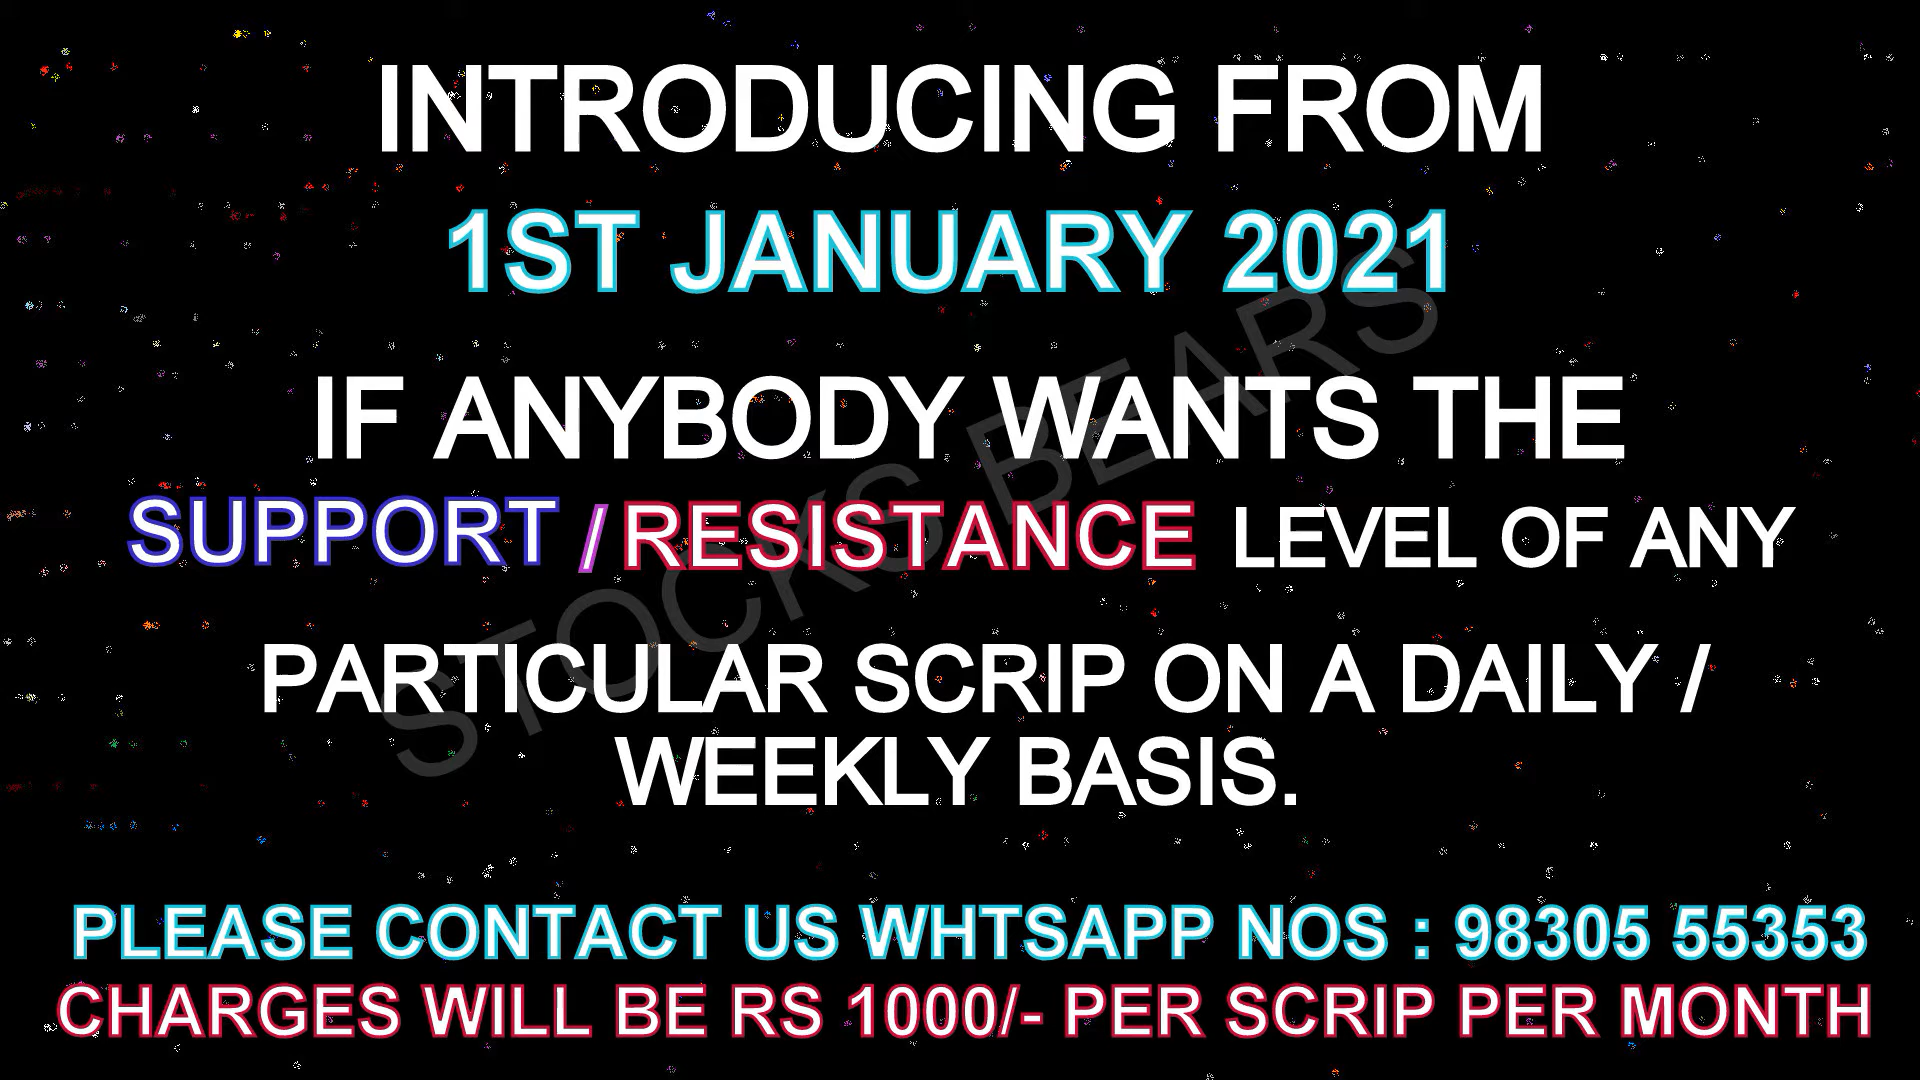 INTRODUCING FROM
1ST JANUARY 2021
IF ANYBODY WANTS THE
SUPPORT / RESISTANCE LEVEL OF ANY
PARTICULAR SCRIP ON A DAILY /
WEEKLY BASIS.
PLEASE CONTACT US WHTSAPP NOS : 98305 55353
CHARGES WILL BE RS 1000/- PER SCRIP PER MONTH
STOCKS BEARS